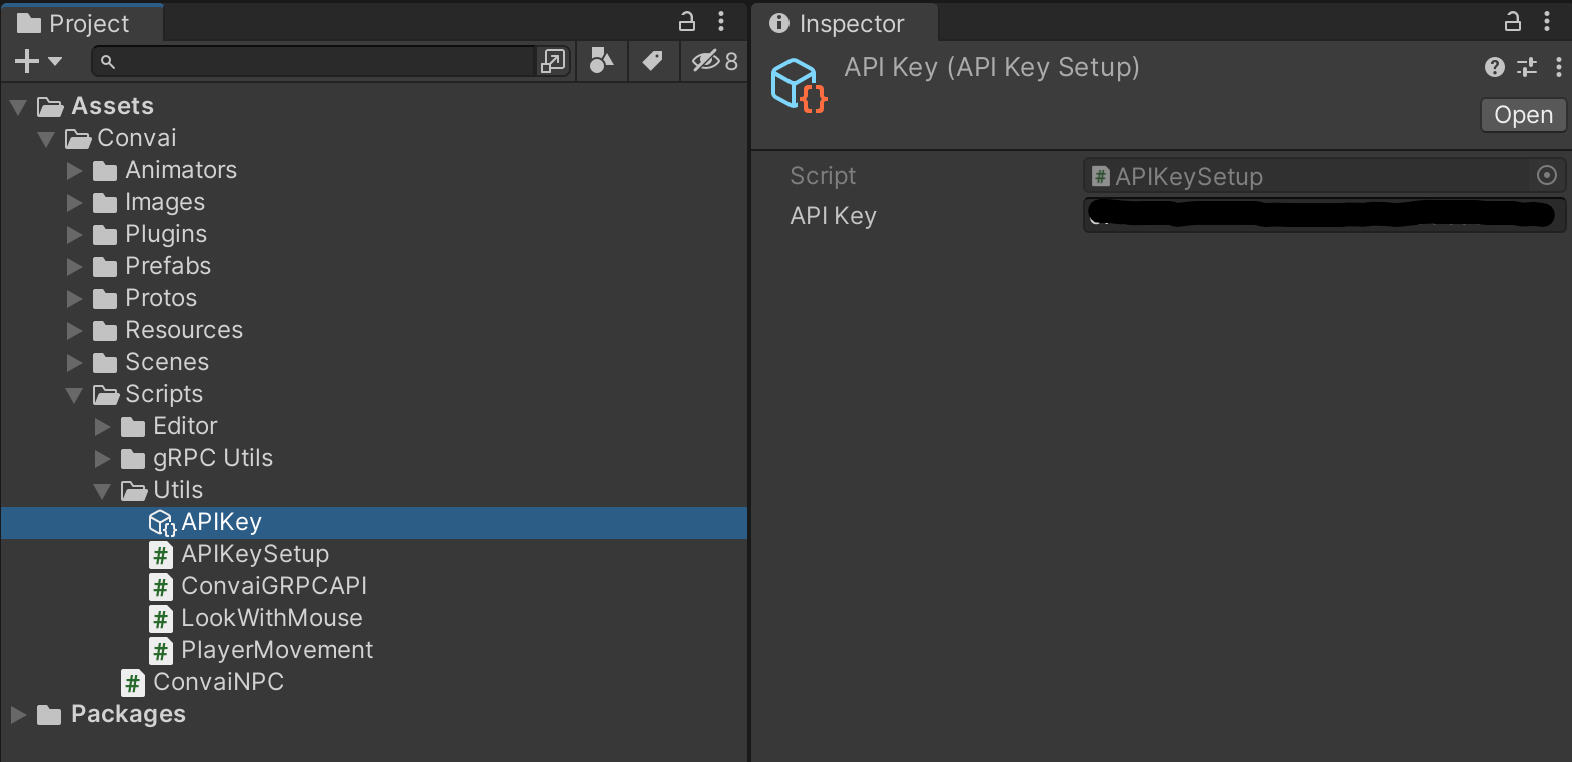 Project
8
Assets
Convai
Animators
Images
Plugins
Prefabs
Protos
Resources
Scenes
Scripts
Editor
gRPC Utils
Utils
APIKey
APIKeySetup
ConvaiGRPCAPI
LookWithMouse
PlayerMovement
ConvaiNPC
Packages
Inspector
API Key (API Key Setup)
Open
Script # APIKeySetup
API Key